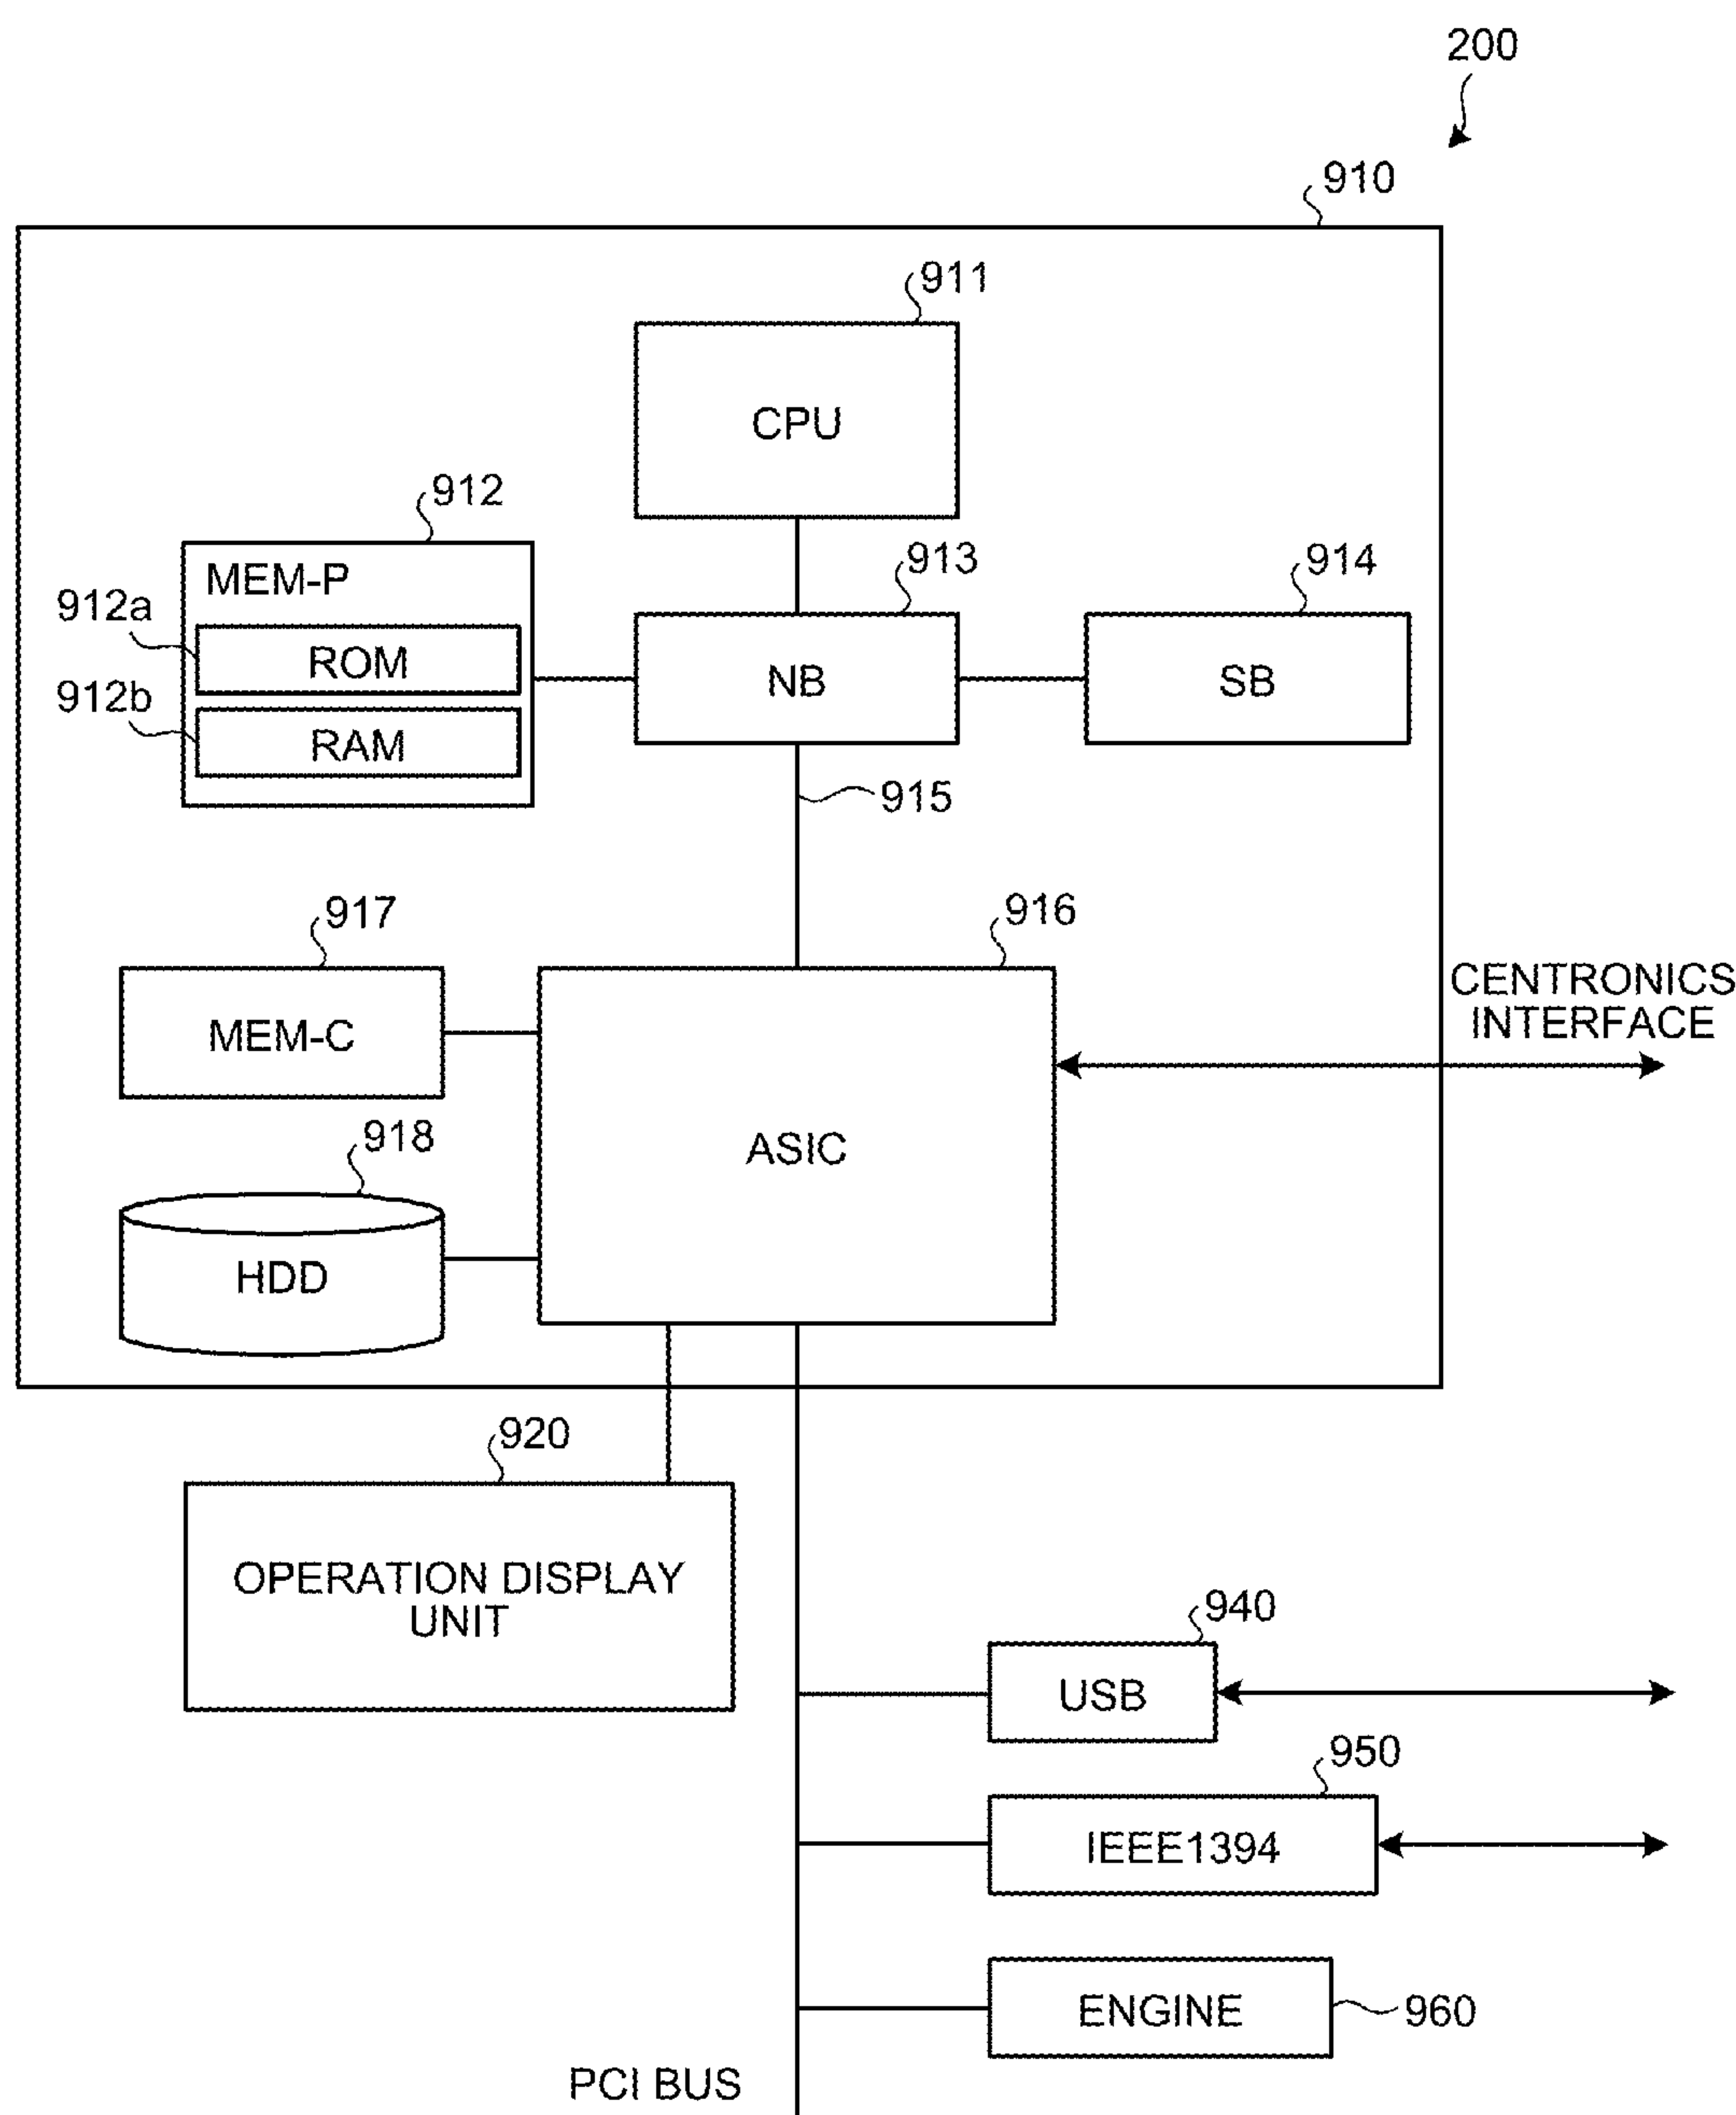 200
910
911
CPU
912
MEM-P
912a
ROM
912b
RAM
913
NB
914
SB
915
917
MEM-C
916
ASIC
CENTRONICS
INTERFACE
918
HDD
920
OPERATION DISPLAY
UNIT
940
USB
950
IEEE1394
ENGINE
960
PCI BUS